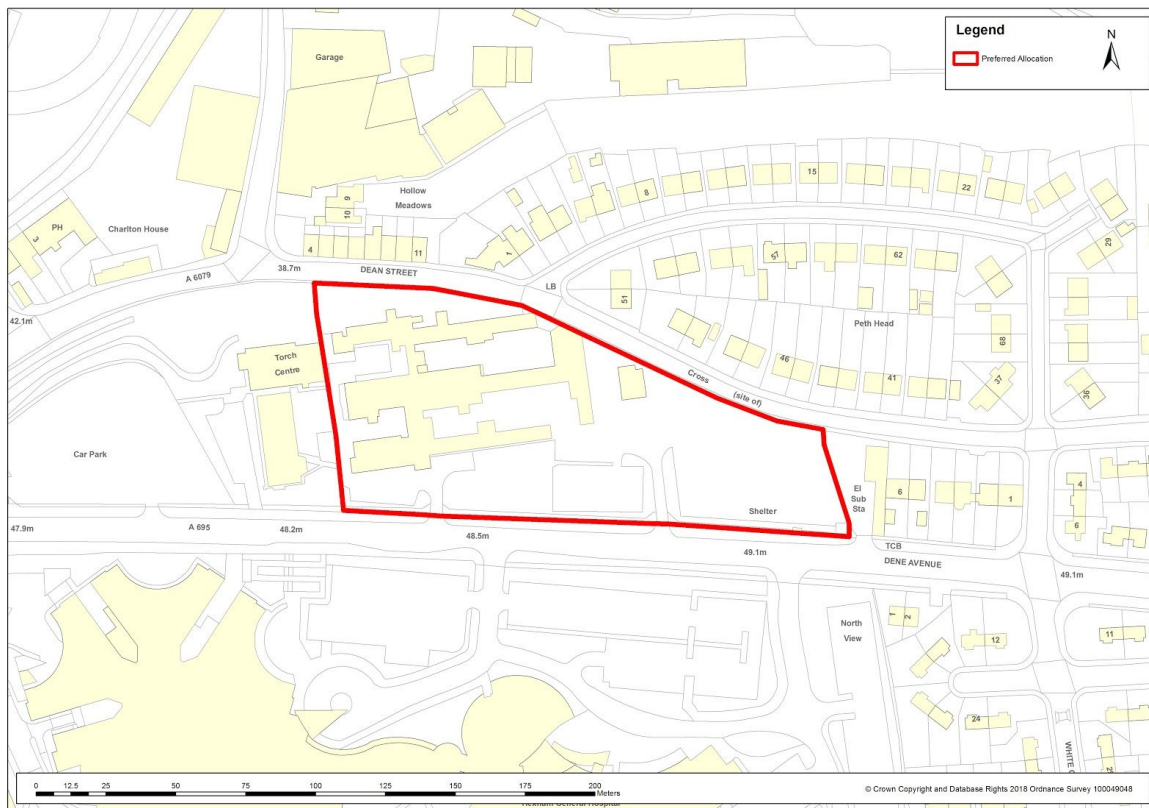 Legend
N
Preferred Allocation
Garage
PH
3
Charlton House
Hollow
Meadows
9
10
4
11
1
8
15
22
29
A 6079
38.7m
DEAN STREET
42.1m
LB
51
57
62
Peth Head
68
46
41
37
36
Torch
Centre
Cross
(site of)
Car Park
El
Sub
Sta
6
1
4
6
Shelter
47.9m
A 695
48.2m
48.5m
49.1m
TCB
DENE AVENUE
49.1m
North
View
1
2
12
11
24
0 12.5 25 50 75 100 125 150 175 200
Meters
© Crown Copyright and Database Rights 2018 Ordnance Survey 100049048